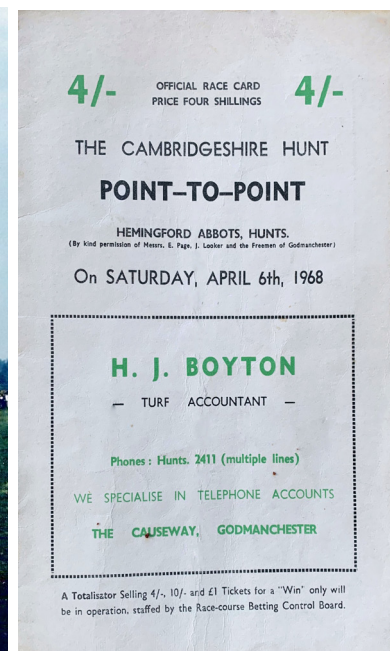 4/- OFFICIAL RACE CARD 4/-
PRICE FOUR SHILLINGS
THE CAMBRIDGESHIRE HUNT
POINT–TO–POINT
HEMINGFORD ABBOTS, HUNTS.
(By kind permission of Messrs. E. Page, J. Looker and the Freemen of Godmanchester)
On SATURDAY, APRIL 6th, 1968
H. J. BOYTON
— TURF ACCOUNTANT —
Phones : Hunts. 2411 (multiple lines)
WE SPECIALISE IN TELEPHONE ACCOUNTS
THE CAUSEWAY, GODMANCHESTER
A Totalisator Selling 4/-, 10/- and £1 Tickets for a "Win" only will
be in operation, staffed by the Race-course Betting Control Board.